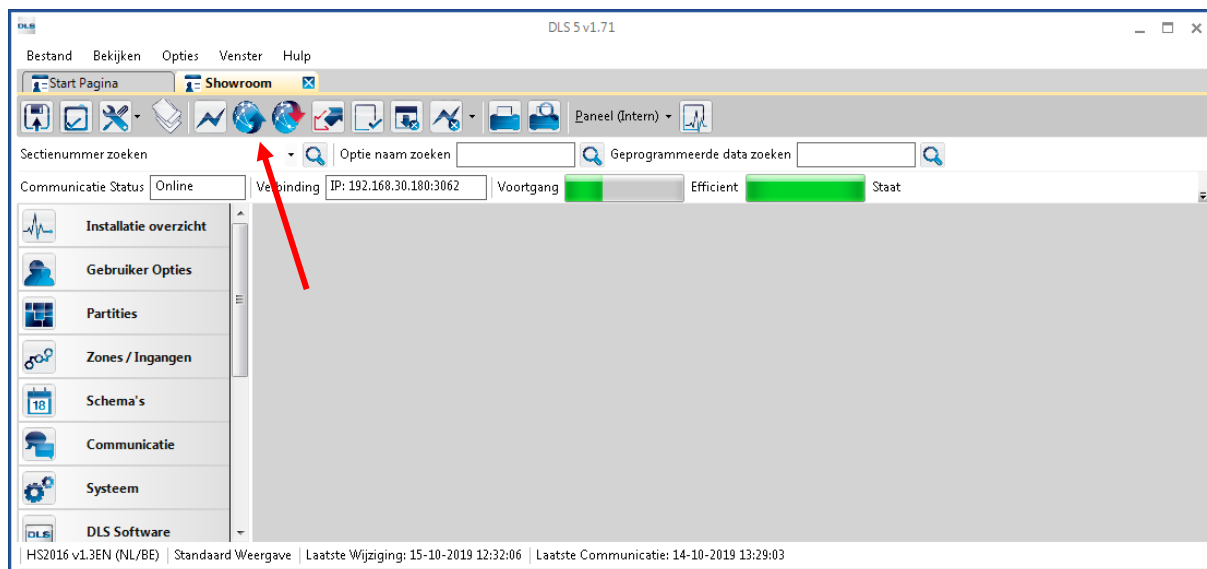 DLS DLS 5 v1.71
Bestand Bekijken Opties Venster Hulp
Start Pagina Showroom
Paneel (Intern)
Sectienummer zoeken Optie naam zoeken Geprogrammeerde data zoeken
Communicatie Status Online Verbinding IP: 192.168.30.180:3062 Voortgang Efficient Staat
Installatie overzicht
Gebruiker Opties
Partities
Zones / Ingangen
18 Schema's
Communicatie
Systeem
DLS DLS Software
HS2016 v1.3EN (NL/BE) Standaard Weergave Laatste Wijziging: 15-10-2019 12:32:06 Laatste Communicatie: 14-10-2019 13:29:03